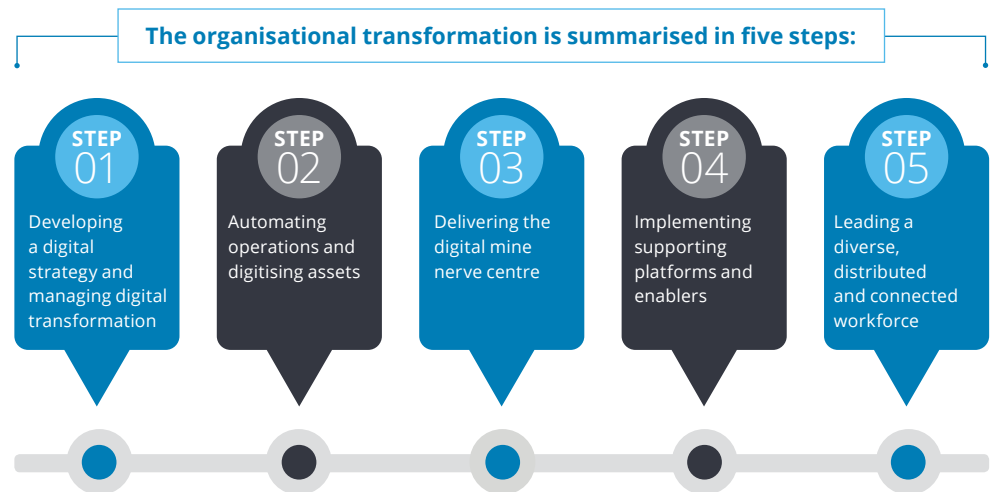 The organisational transformation is summarised in five steps:
STEP
01
Developing
a digital
strategy and
managing digital
transformation
STEP
02
Automating
operations and
digitising assets
STEP
03
Delivering the
digital mine
nerve centre
STEP
04
Implementing
supporting
platforms and
enablers
STEP
05
Leading a
diverse,
distributed
and connected
workforce